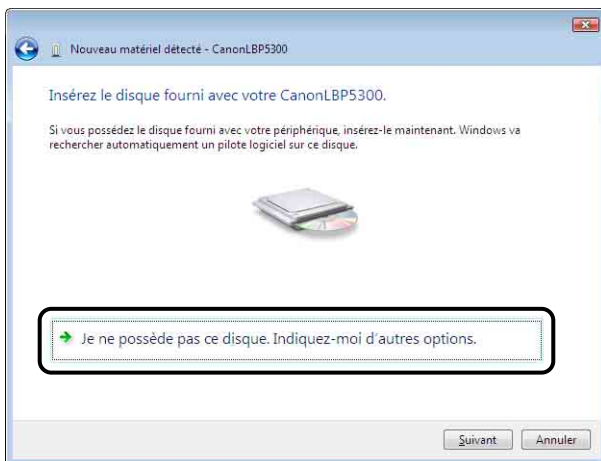 Nouveau matériel détecté - CanonLBP5300
Insérez le disque fourni avec votre CanonLBP5300.
Si vous possédez le disque fourni avec votre périphérique, insérez-le maintenant. Windows va
rechercher automatiquement un pilote logiciel sur ce disque.
Je ne possède pas ce disque. Indiquez-moi d'autres options.
Suivant
Annuler